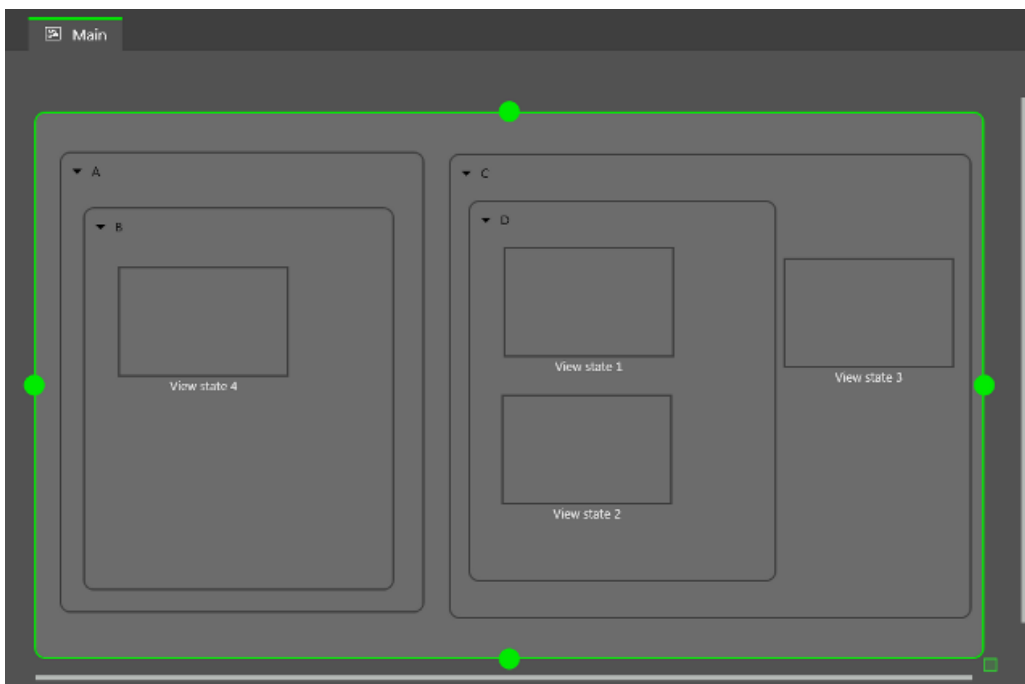 Main
A
B
View state 4
C
D
View state 1
View state 2
View state 3